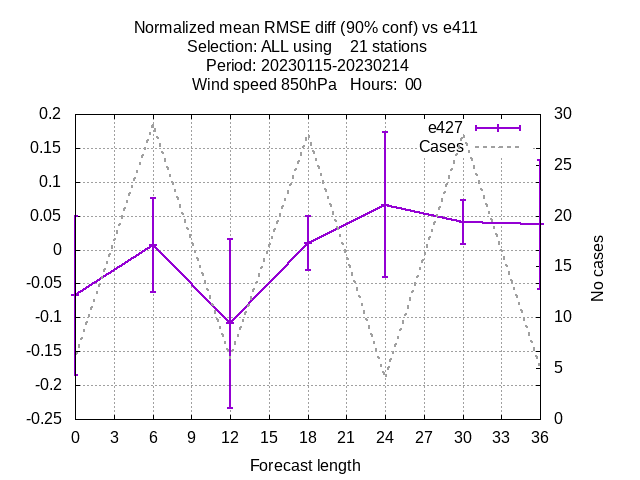 Normalized mean RMSE diff (90% conf) vs e411
Selection: ALL using    21 stations
Period: 20230115-20230214
Wind speed 850hPa   Hours:  00
e427
Cases
0.2
0.15
0.1
0.05
0
-0.05
-0.1
-0.15
-0.2
-0.25
30
25
20
15
10
5
0
No cases
0 3 6 9 12 15 18 21 24 27 30 33 36
Forecast length